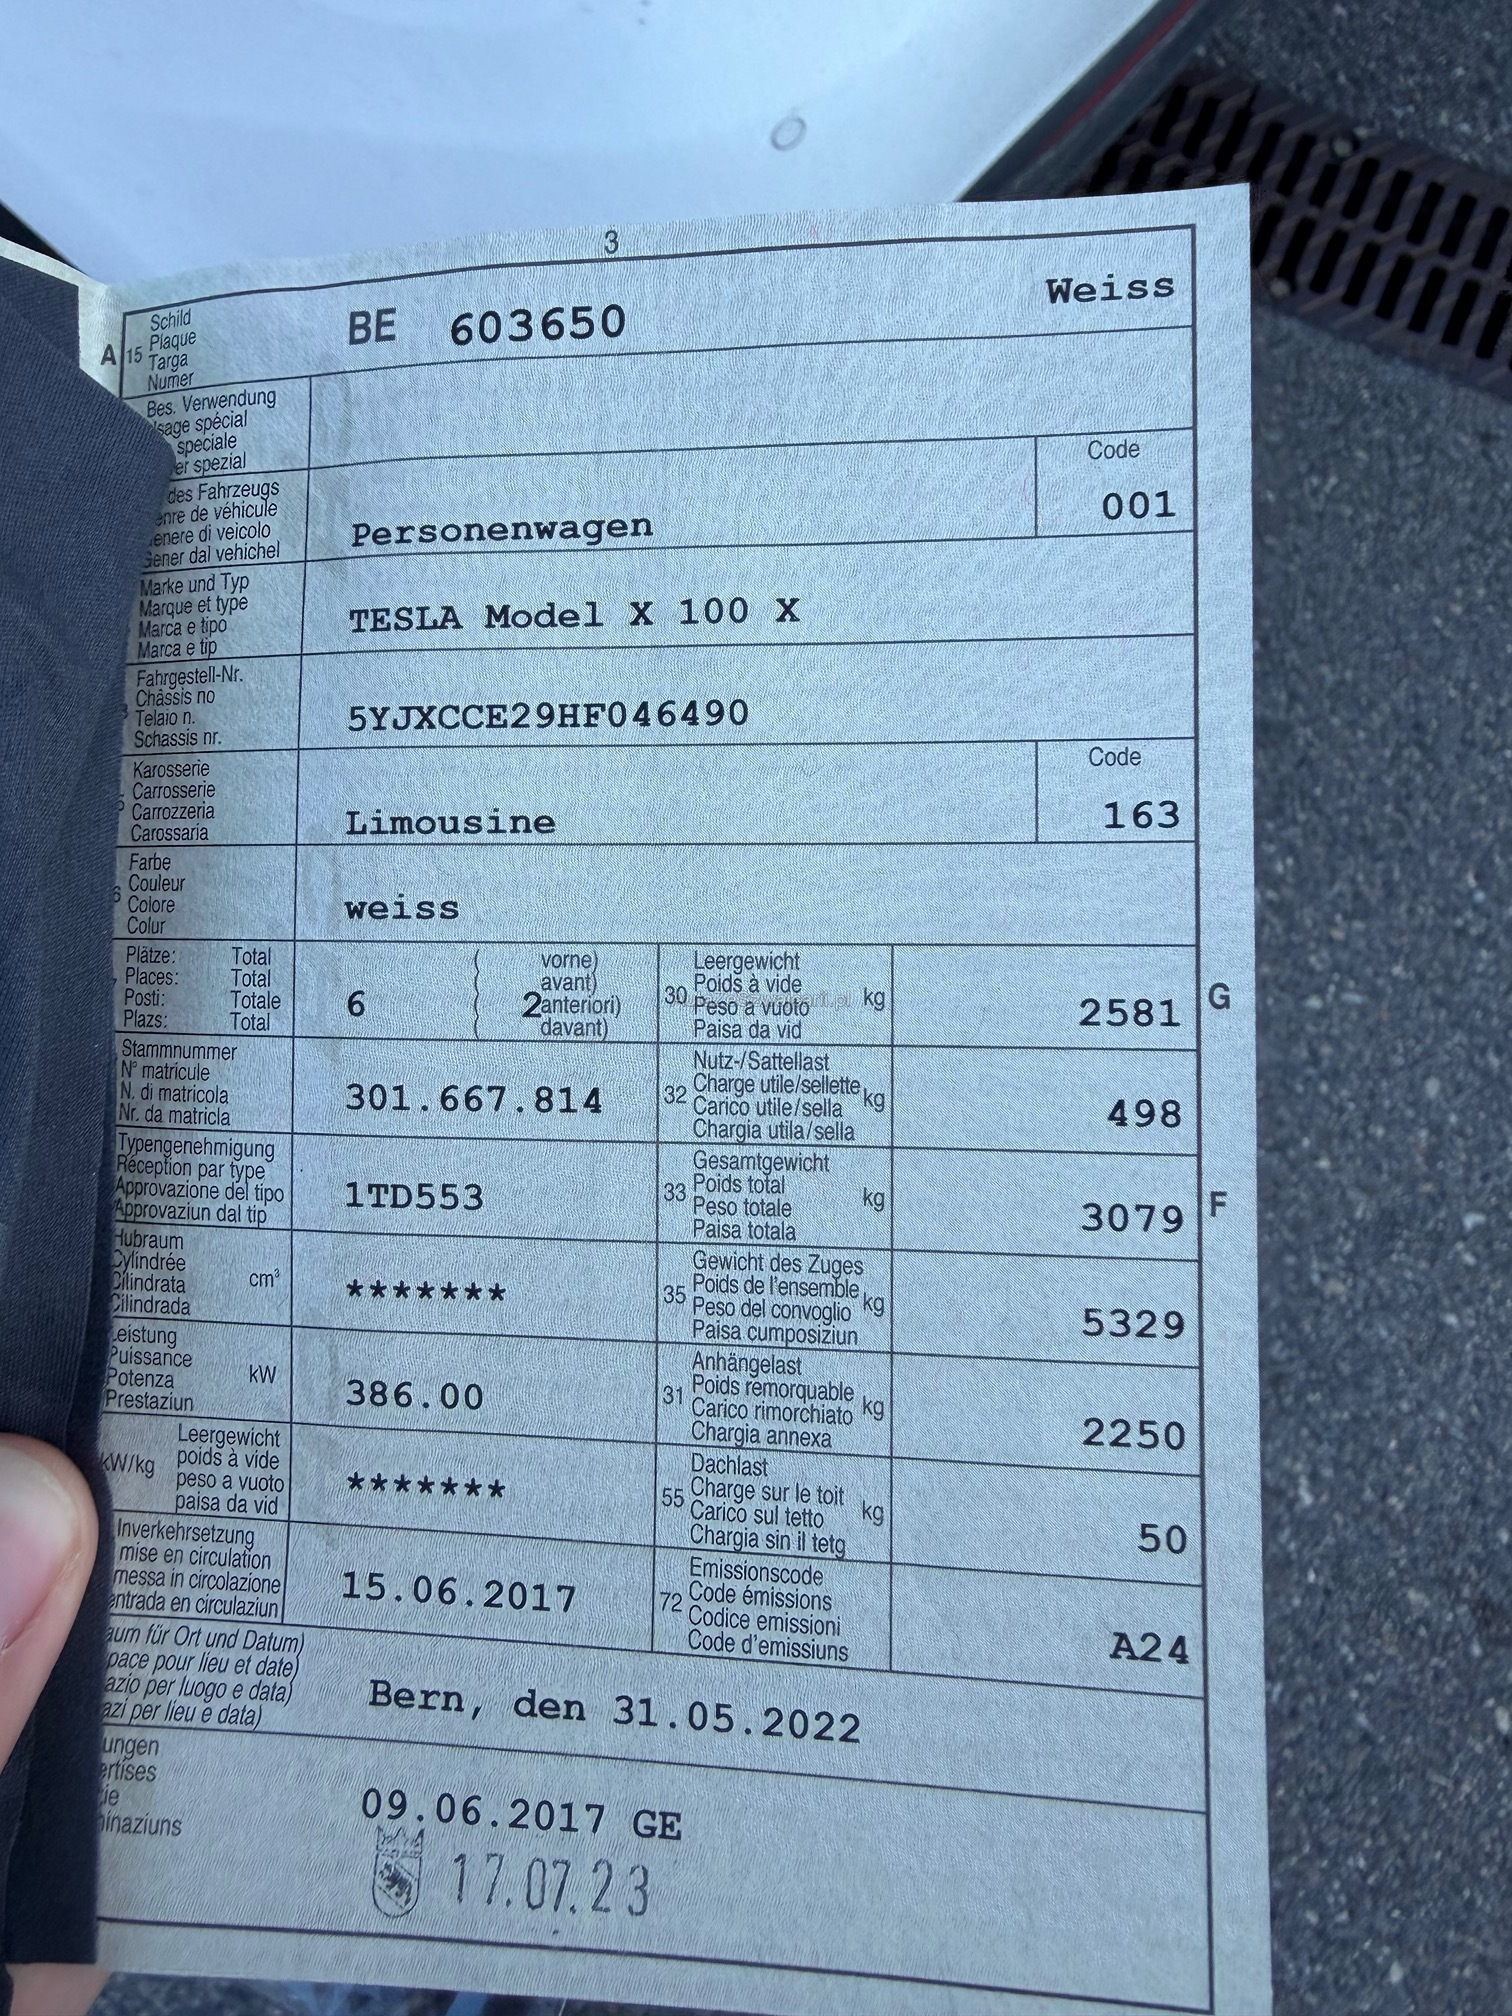 3
A 15 Schild
Plaque
Targa
Numer
BE 603650 Weiss
Bes. Verwendung
spécial
speciale
spezial
des Fahrzeugs
de véhicule
di veicolo
dal vehichel
Personenwagen
Code
001
Marke und Typ
Marque et type
Marca e tipo
Marca e tip
TESLA Model X 100 X
Fahrgestell-Nr.
Châssis no
Telaio n.
Schassis nr.
5YJXCCE29HF046490
Karosserie
Carrosserie
Carrozzeria
Carossaria
Limousine
Code
163
Farbe
Couleur
Colore
Colur
weiss
Plätze: Total
Places: Total
Posti: Totale
Plazs: Total
6
vorne)
avant)
2 anteriori)
davant)
30 Leergewicht
Poids à vide
Peso a vuoto
Paisa da vid
kg
2581 G
Stammnummer
N° matricule
N. di matricola
Nr. da matricla
301.667.814
32 Nutz-/Sattellast
Charge utile/sellette
Carico utile/sella
Chargia utila/sella
kg
498
Typengenehmigung
Réception par type
Approvazione del tipo
Approvaziun dal tip
1TD553
33 Gesamtgewicht
Poids total
Peso totale
Paisa totala
kg
3079 F
Hubraum
Cylindrée
Cilindrata
Cilindrada
cm³
*******
35 Gewicht des Zuges
Poids de l'ensemble
Peso del convoglio
Paisa cumposiziun
kg
5329
Leistung
Puissance
Potenza
Prestaziun
kW
386.00
31 Anhängelast
Poids remorquable
Carico rimorchiato
Chargia annexa
kg
2250
kW/kg
Leergewicht
poids à vide
peso a vuoto
paisa da vid
*******
55 Dachlast
Charge sur le toit
Carico sul tetto
Chargia sin il tetg
kg
50
Inverkehrsetzung
mise en circulation
messa in circolazione
entrada en circulaziun
15.06.2017
72 Emissionscode
Code émissions
Codice emissioni
Code d'emissiuns
A24
für Ort und Datum)
pour lieu et date)
per luogo e data)
per lieu e data)
Bern, den 31.05.2022
09.06.2017 GE
17.07.23